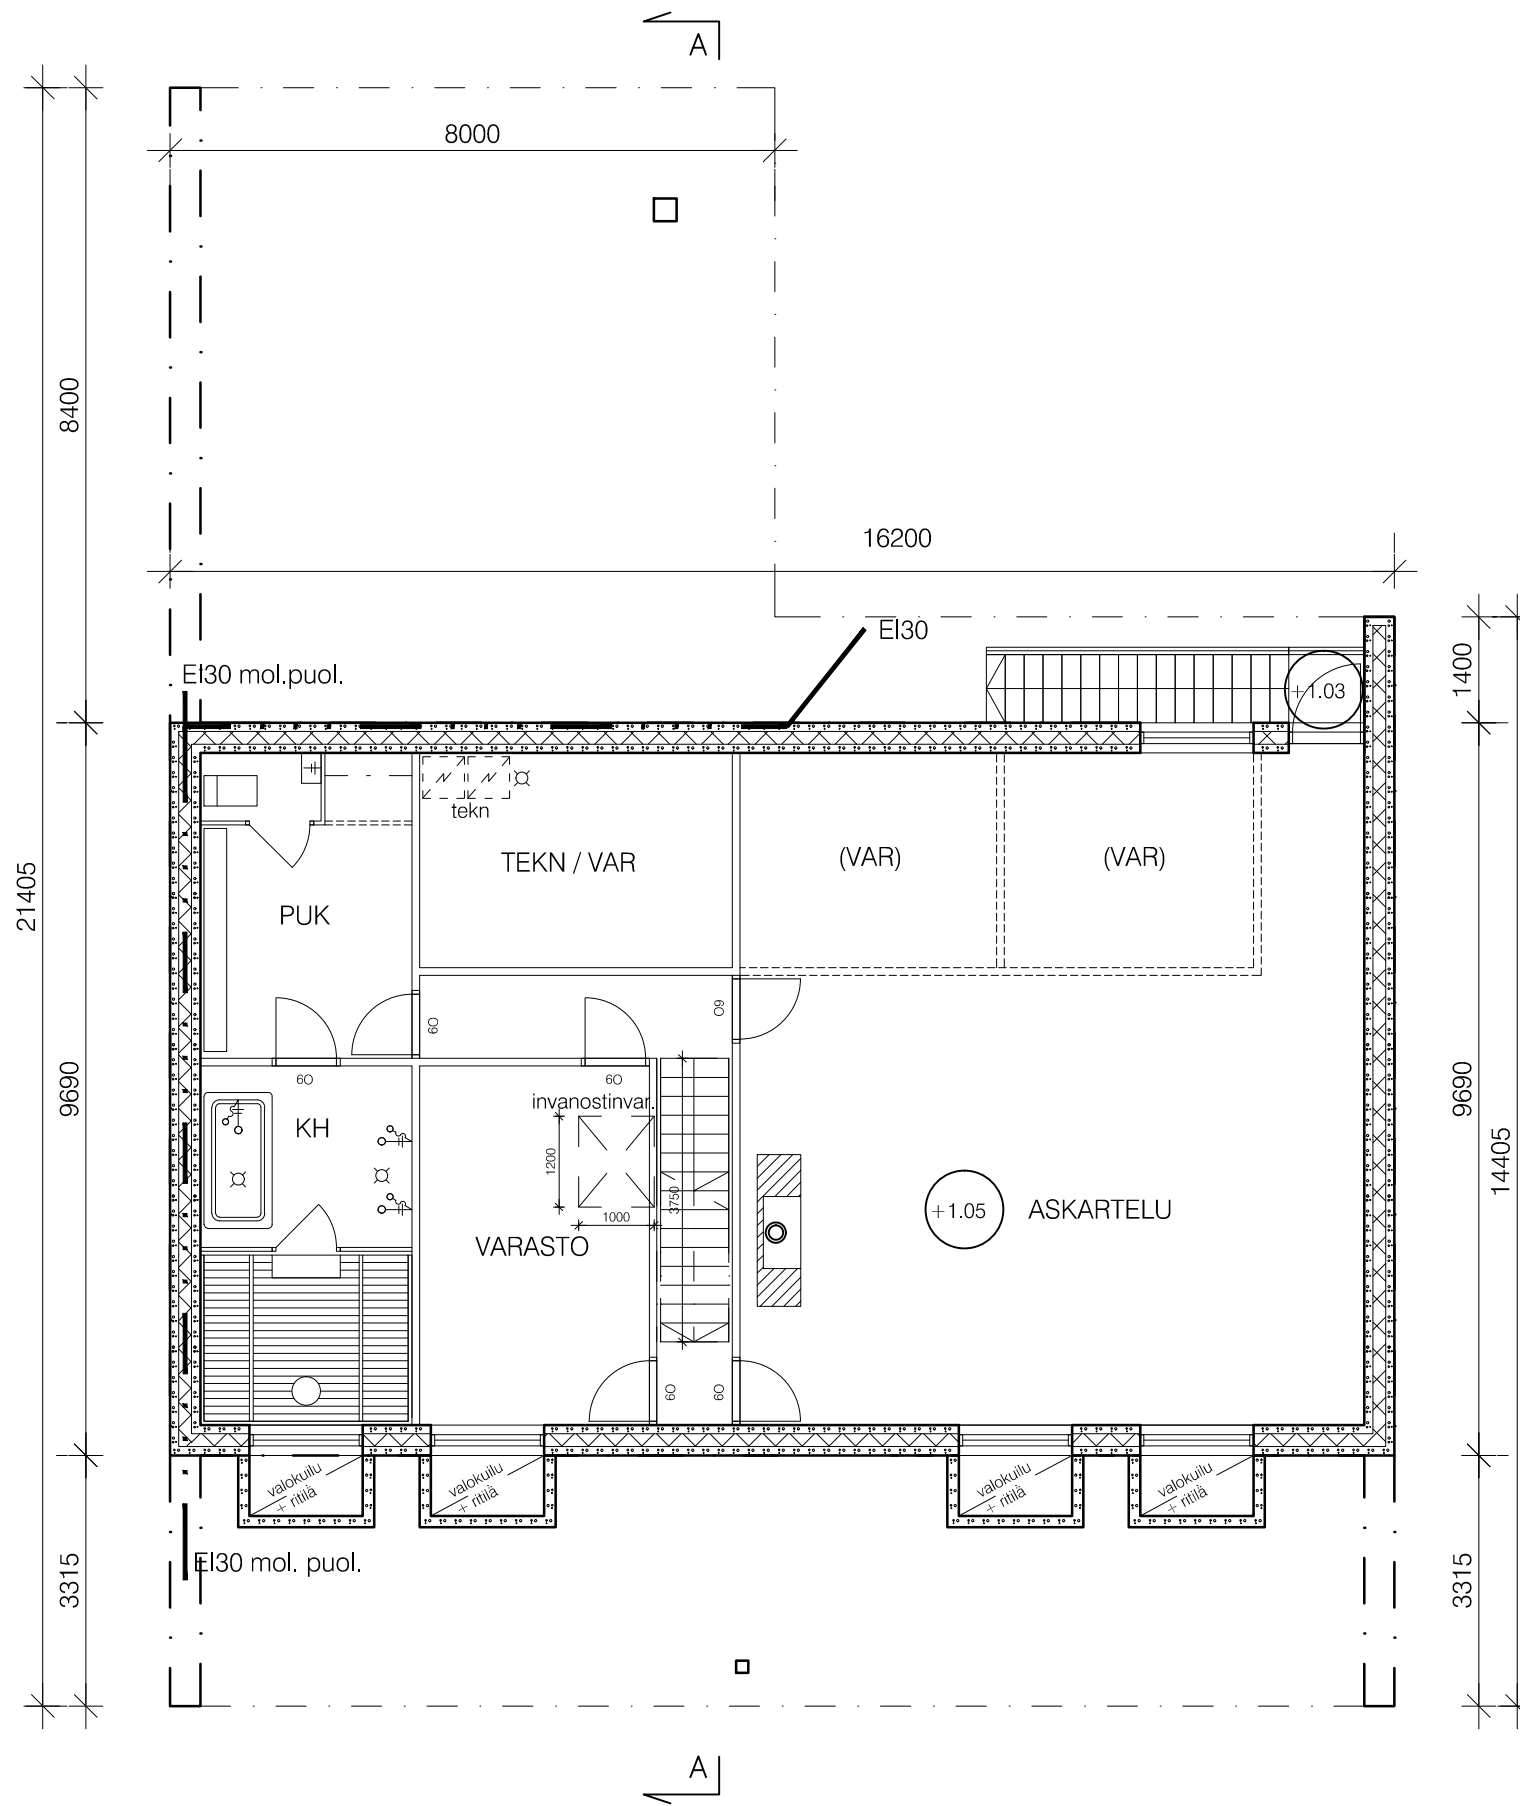 A
8000
8400
16200
EI30
EI30 mol.puol.
+1.03
1400
tekn
TEKN / VAR
(VAR)
(VAR)
21405
PUK
60
60
9690
60
60
invanostinvar.
KH
1200
3750
1000
+1.05
ASKARTELU
9690
14405
VARASTO
60
60
valokuilu
+ ritilä
valokuilu
+ ritilä
valokuilu
+ ritilä
valokuilu
+ ritilä
EI30 mol. puol.
3315
3315
A